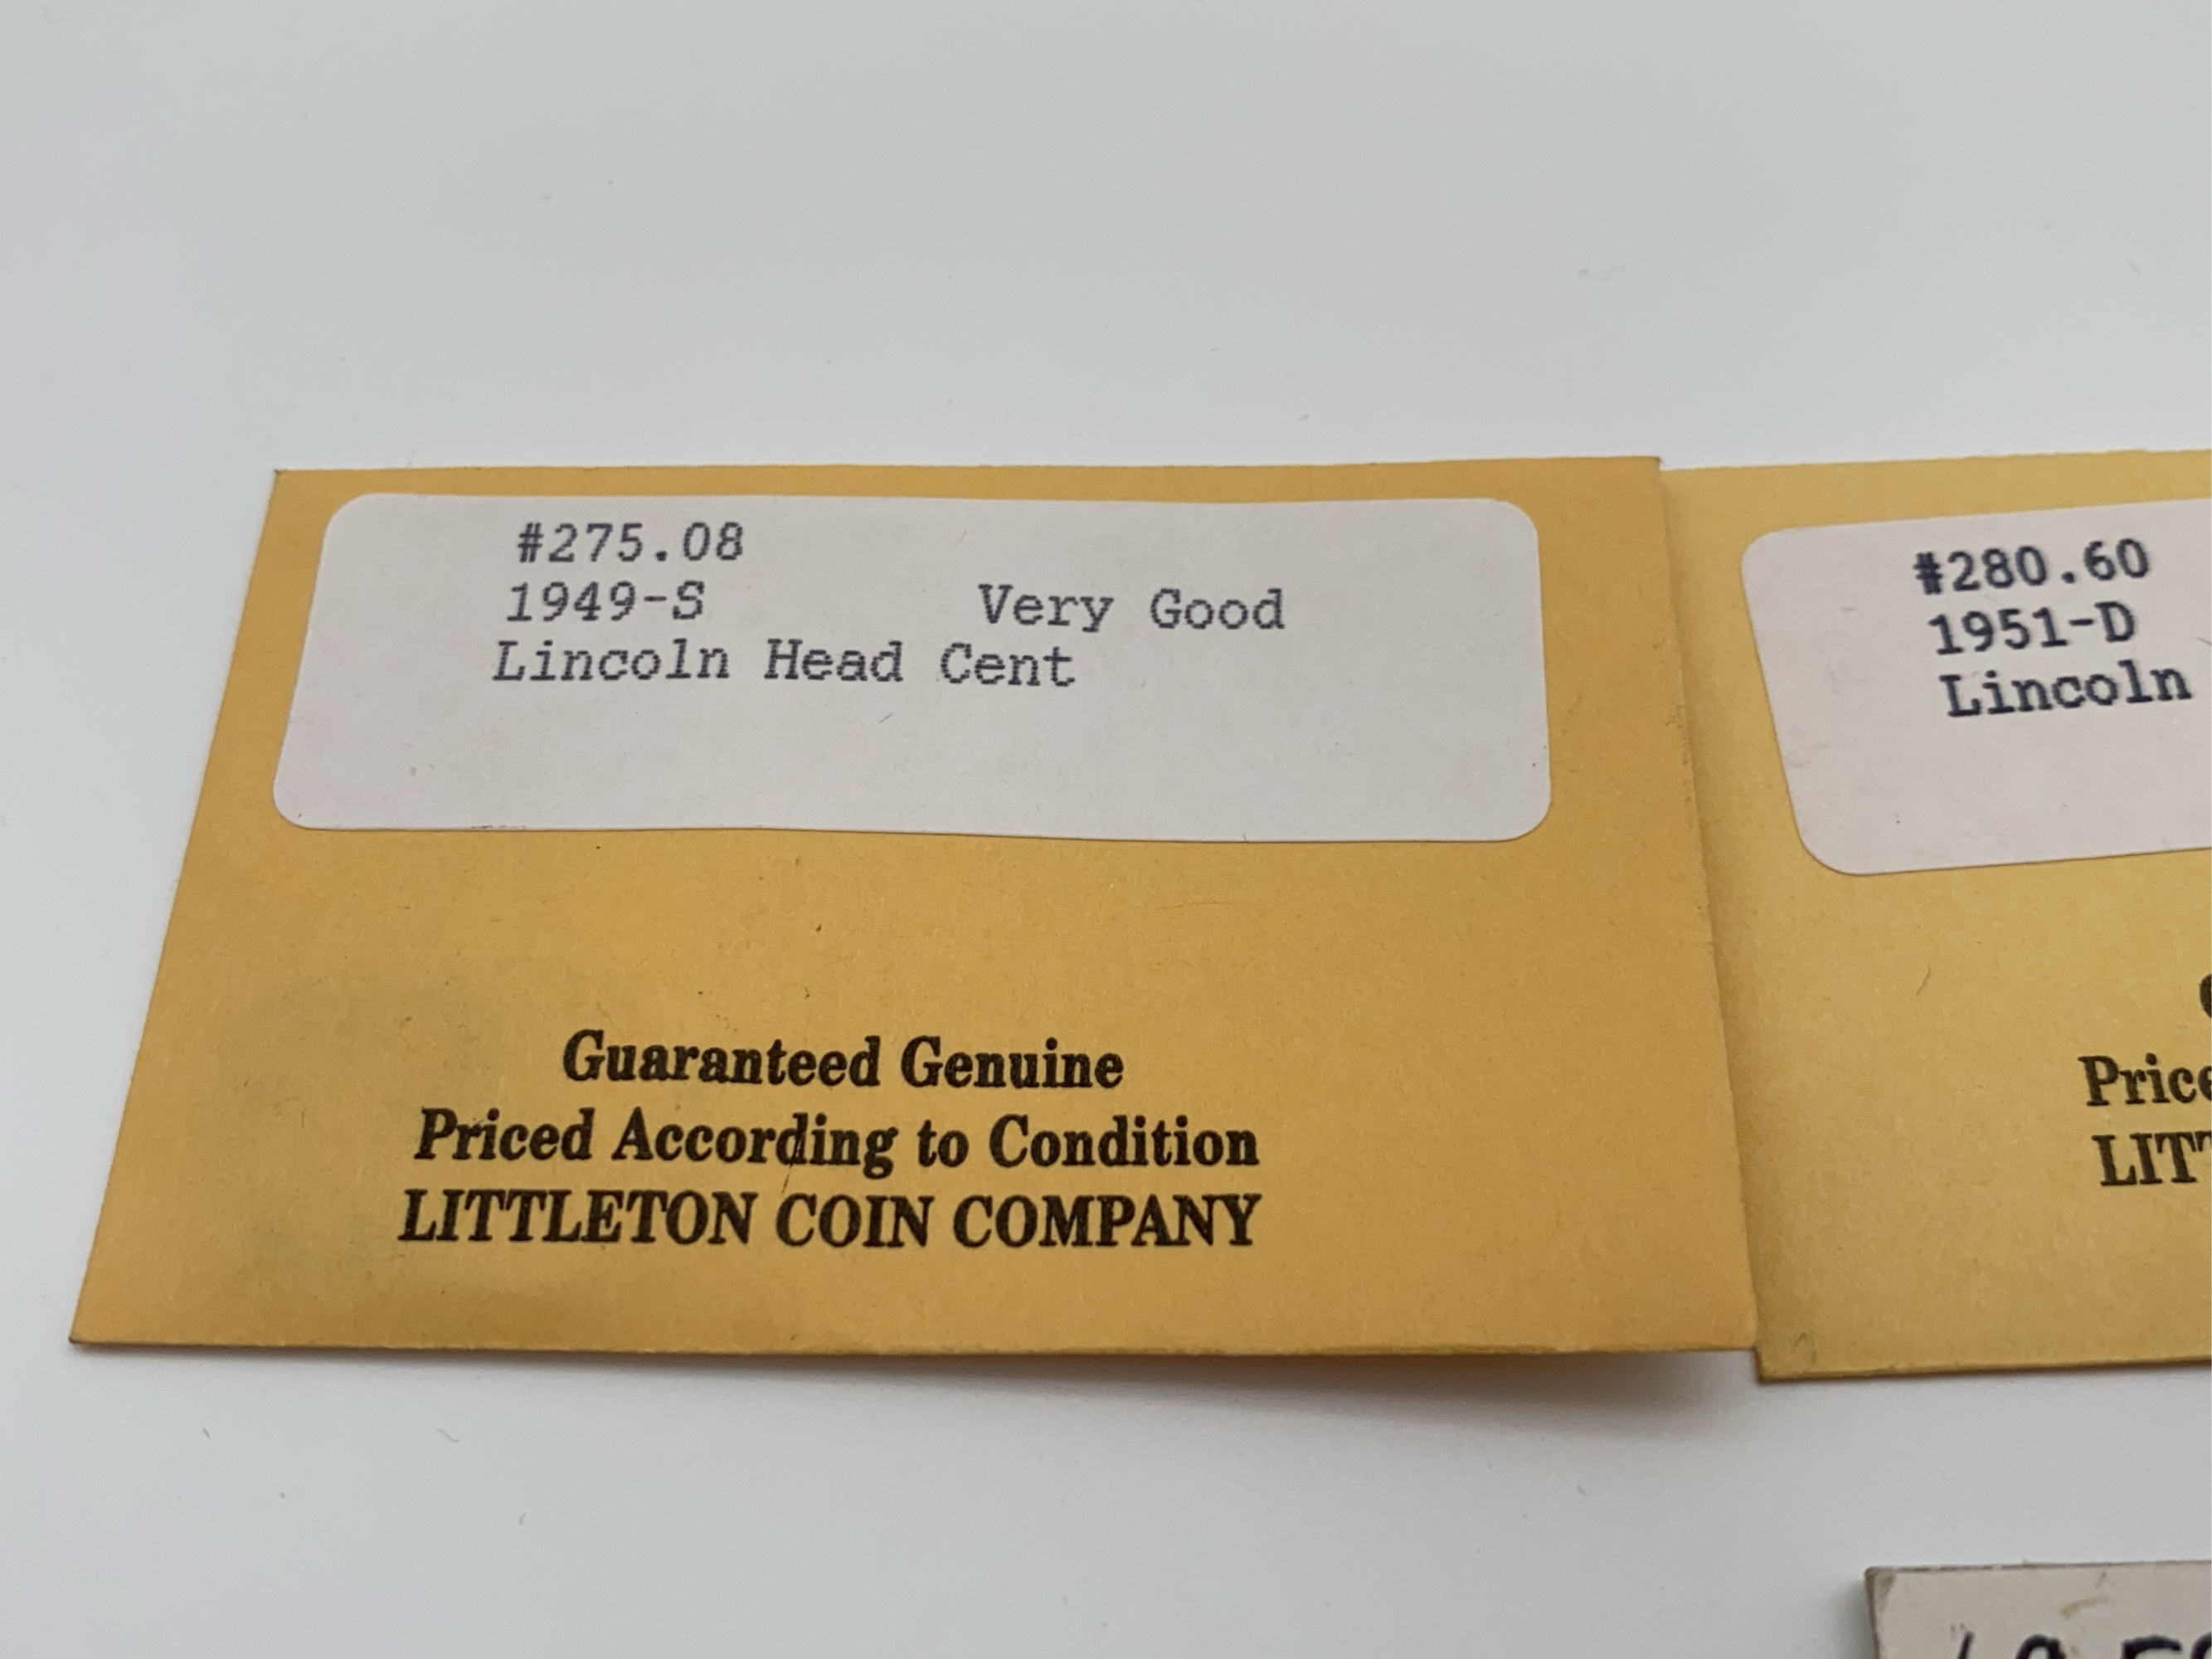 #275.08
1949-S Very Good
Lincoln Head Cent
Guaranteed Genuine
Priced According to Condition
LITTLETON COIN COMPANY
#280.60
1951-D
Lincoln